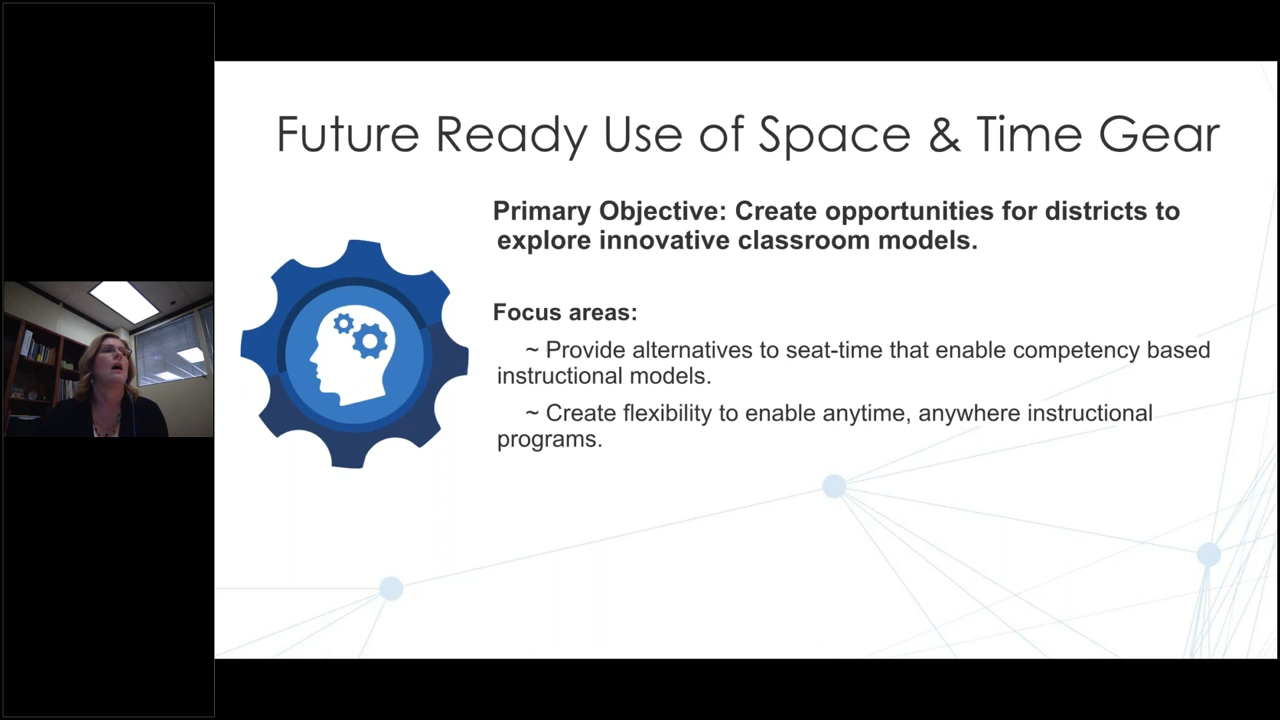 Future Ready Use of Space & Time Gear
Primary Objective: Create opportunities for districts to
explore innovative classroom models.
Focus areas:
~ Provide alternatives to seat-time that enable competency based
instructional models.
~ Create flexibility to enable anytime, anywhere instructional
programs.